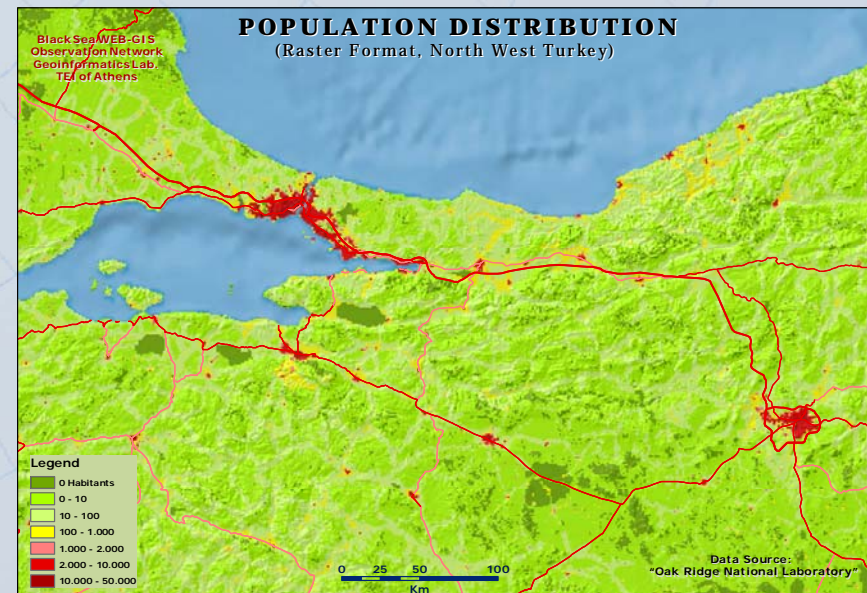 POPULATION DISTRIBUTION
(Raster Format, North West Turkey)
Black Sea WEB-GIS
Observation Network
Geoinformatics Lab.
TEI of Athens
Legend
0 Habitants
0 - 10
10 - 100
100 - 1.000
1.000 - 2.000
2.000 - 10.000
10.000 - 50.000
0 25 50 100
Km
Data Source:
“Oak Ridge National Laboratory”